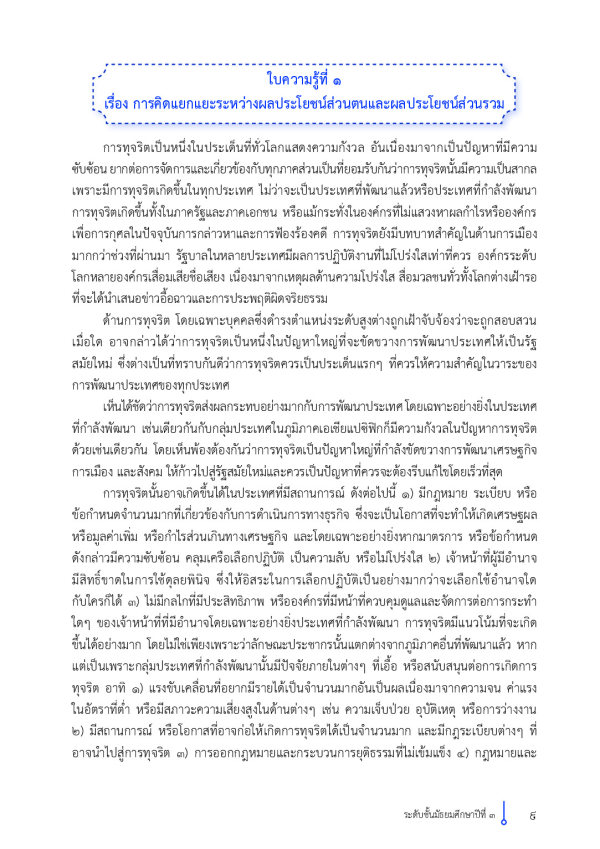 ใบความรู้ที่ ๑
เรื่อง การคิดแยกแยะระหว่างผลประโยชน์ส่วนตนและผลประโยชน์ส่วนรวม
การทุจริตเป็นหนึ่งในประเด็นที่ทั่วโลกแสดงความกังวล อันเนื่องมาจากเป็นปัญหาที่มีความ
ซับซ้อน ยากต่อการจัดการและเกี่ยวข้องกับทุกภาคส่วนเป็นที่ยอมรับกันว่าการทุจริตนั้นมีความเป็นสากล
เพราะมีการทุจริตเกิดขึ้นในทุกประเทศ ไม่ว่าจะเป็นประเทศที่พัฒนาแล้วหรือประเทศที่กำลังพัฒนา
การทุจริตเกิดขึ้นทั้งในภาครัฐและภาคเอกชน หรือแม้กระทั่งในองค์กรที่ไม่แสวงหาผลกำไรหรือองค์กร
เพื่อการกุศลในปัจจุบันการกล่าวหาและการฟ้องร้องคดี การทุจริตยังมีบทบาทสำคัญในด้านการเมือง
มากกว่าช่วงที่ผ่านมา รัฐบาลในหลายประเทศมีผลการปฏิบัติงานที่ไม่โปร่งใสเท่าที่ควร องค์กรระดับ
โลกหลายองค์กรเสื่อมเสียชื่อเสียง เนื่องมาจากเหตุผลด้านความโปร่งใส สื่อมวลชนทั่วทั้งโลกต่างเฝ้ารอ
ที่จะได้นำเสนอข่าวอื้อฉาวและการประพฤติผิดจริยธรรม
ด้านการทุจริต โดยเฉพาะบุคคลซึ่งดำรงตำแหน่งระดับสูงต่างถูกเฝ้าจับจ้องว่าจะถูกสอบสวน
เมื่อใด อาจกล่าวได้ว่าการทุจริตเป็นหนึ่งในปัญหาใหญ่ที่จะขัดขวางการพัฒนาประเทศให้เป็นรัฐ
สมัยใหม่ ซึ่งต่างเป็นที่ทราบกันดีว่าการทุจริตควรเป็นประเด็นแรกๆ ที่ควรให้ความสำคัญในวาระของ
การพัฒนาประเทศของทุกประเทศ
เห็นได้ชัดว่าการทุจริตส่งผลกระทบอย่างมากกับการพัฒนาประเทศ โดยเฉพาะอย่างยิ่งในประเทศ
ที่กำลังพัฒนา เช่นเดียวกันกับกลุ่มประเทศในภูมิภาคเอเชียแปซิฟิกก็มีความกังวลในปัญหาการทุจริต
ด้วยเช่นเดียวกัน โดยเห็นพ้องต้องกันว่าการทุจริตเป็นปัญหาใหญ่ที่กำลังขัดขวางการพัฒนาเศรษฐกิจ
การเมือง และสังคม ให้ก้าวไปสู่รัฐสมัยใหม่และควรเป็นปัญหาที่ควรจะต้องรีบแก้ไขโดยเร็วที่สุด
การทุจริตนั้นอาจเกิดขึ้นได้ในประเทศที่มีสถานการณ์ ดังต่อไปนี้ ๑) มีกฎหมาย ระเบียบ หรือ
ข้อกำหนดจำนวนมากที่เกี่ยวข้องกับการดำเนินการทางธุรกิจ ซึ่งจะเป็นโอกาสที่จะทำให้เกิดเศรษฐผล
หรือมูลค่าเพิ่ม หรือกำไรส่วนเกินทางเศรษฐกิจ และโดยเฉพาะอย่างยิ่งหากมาตรการ หรือข้อกำหนด
ดังกล่าวมีความซับซ้อน คลุมเครือเลือกปฏิบัติ เป็นความลับ หรือไม่โปร่งใส ๒) เจ้าหน้าที่ผู้มีอำนาจ
มีสิทธิ์ขาดในการใช้ดุลยพินิจ ซึ่งให้อิสระในการเลือกปฏิบัติเป็นอย่างมากว่าจะเลือกใช้อำนาจใด
กับใครก็ได้ ๓) ไม่มีกลไกที่มีประสิทธิภาพ หรือองค์กรที่มีหน้าที่ควบคุมดูแลและจัดการต่อการกระทำ
ใดๆ ของเจ้าหน้าที่ที่มีอำนาจโดยเฉพาะอย่างยิ่งประเทศที่กำลังพัฒนา การทุจริตมีแนวโน้มที่จะเกิด
ขึ้นได้อย่างมาก โดยไม่ใช่เพียงเพราะว่าลักษณะประชากรนั้นแตกต่างจากภูมิภาคอื่นที่พัฒนาแล้ว หาก
แต่เป็นเพราะกลุ่มประเทศที่กำลังพัฒนานั้นมีปัจจัยภายในต่างๆ ที่เอื้อ หรือสนับสนุนต่อการเกิดการ
ทุจริต อาทิ ๑) แรงขับเคลื่อนที่อยากมีรายได้เป็นจำนวนมากอันเป็นผลเนื่องมาจากความจน ค่าแรง
ในอัตราที่ต่ำ หรือมีสภาวะความเสี่ยงสูงในด้านต่างๆ เช่น ความเจ็บป่วย อุบัติเหตุ หรือการว่างงาน
๒) มีสถานการณ์ หรือโอกาสที่อาจก่อให้เกิดการทุจริตได้เป็นจำนวนมาก และมีกฎระเบียบต่างๆ ที่
อาจนำไปสู่การทุจริต ๓) การออกกฎหมายและกระบวนการยุติธรรมที่ไม่เข้มแข็ง ๔) กฎหมายและ
ระดับชั้นมัธยมศึกษาปีที่ ๓
๕